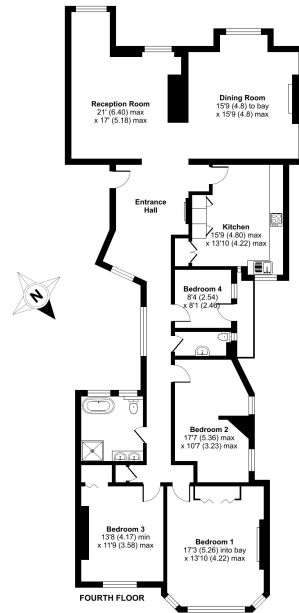 Reception Room
21' (6.40) max
x 17' (5.18) max
Dining Room
15'9 (4.8) to bay
x 15'9 (4.8) max
Entrance
Hall
Kitchen
15'9 (4.80) max
x 13'10 (4.22) max
N
Bedroom 4
8'4 (2.54)
x 8'1 (2.46)
Bedroom 2
17'7 (5.36) max
x 10'7 (3.23) max
Bedroom 3
13'8 (4.17) min
x 11'9 (3.58) max
Bedroom 1
17'3 (5.26) into bay
x 13'10 (4.22) max
FOURTH FLOOR